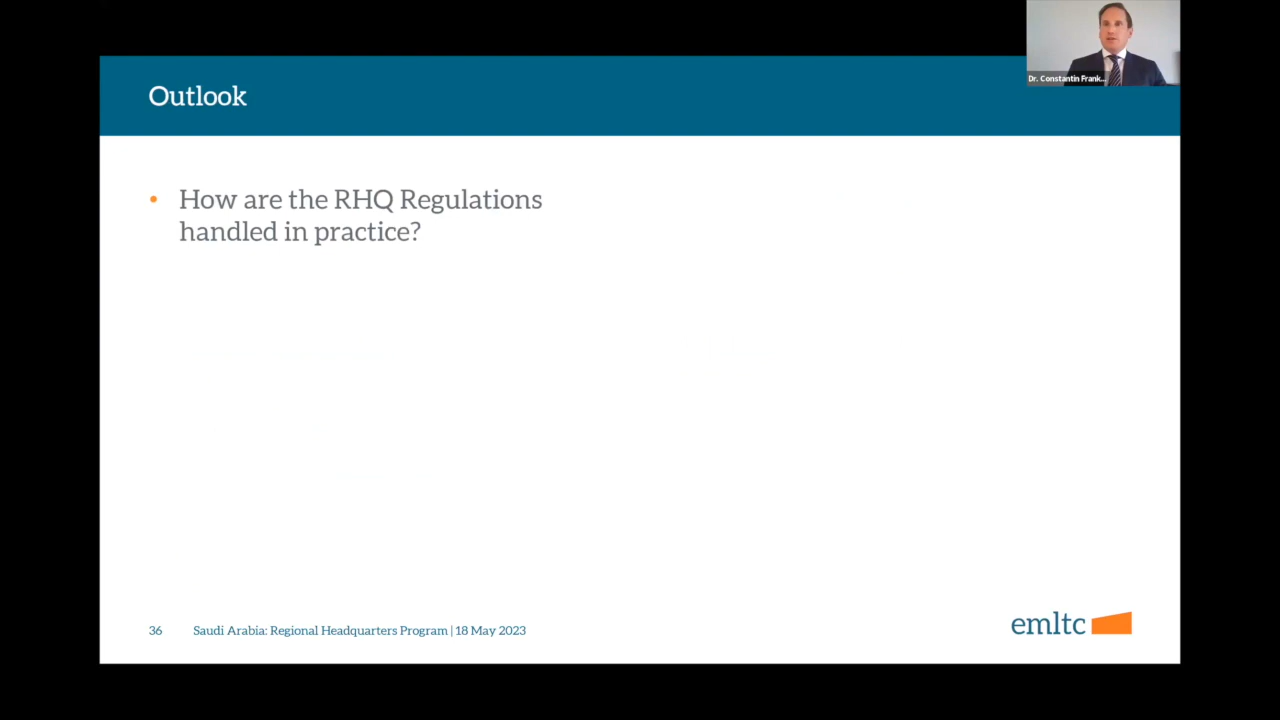 Dr. Constantin Frank...
Outlook
• How are the RHQ Regulations
handled in practice?
36 Saudi Arabia: Regional Headquarters Program | 18 May 2023
emltc